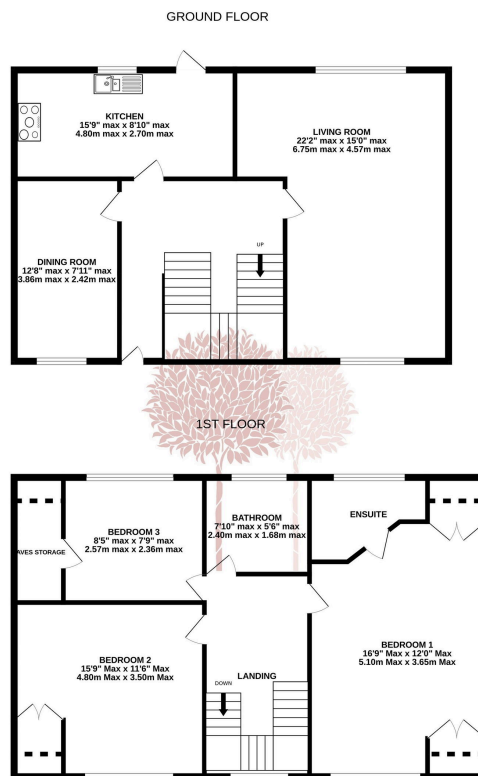 GROUND FLOOR
KITCHEN
15'9" max x 8'10" max
4.80m max x 2.70m max
LIVING ROOM
22'2" max x 15'0" max
6.75m max x 4.57m max
DINING ROOM
12'8" max x 7'11" max
3.86m max x 2.42m max
UP
1ST FLOOR
BEDROOM 3
8'5" max x 7'9" max
2.57m max x 2.36m max
BATHROOM
7'10" max x 5'6" max
2.40m max x 1.68m max
ENSUITE
AVES STORAGE
BEDROOM 2
15'9" Max x 11'6" Max
4.80m Max x 3.50m Max
LANDING
DOWN
BEDROOM 1
16'9" Max x 12'0" Max
5.10m Max x 3.65m Max